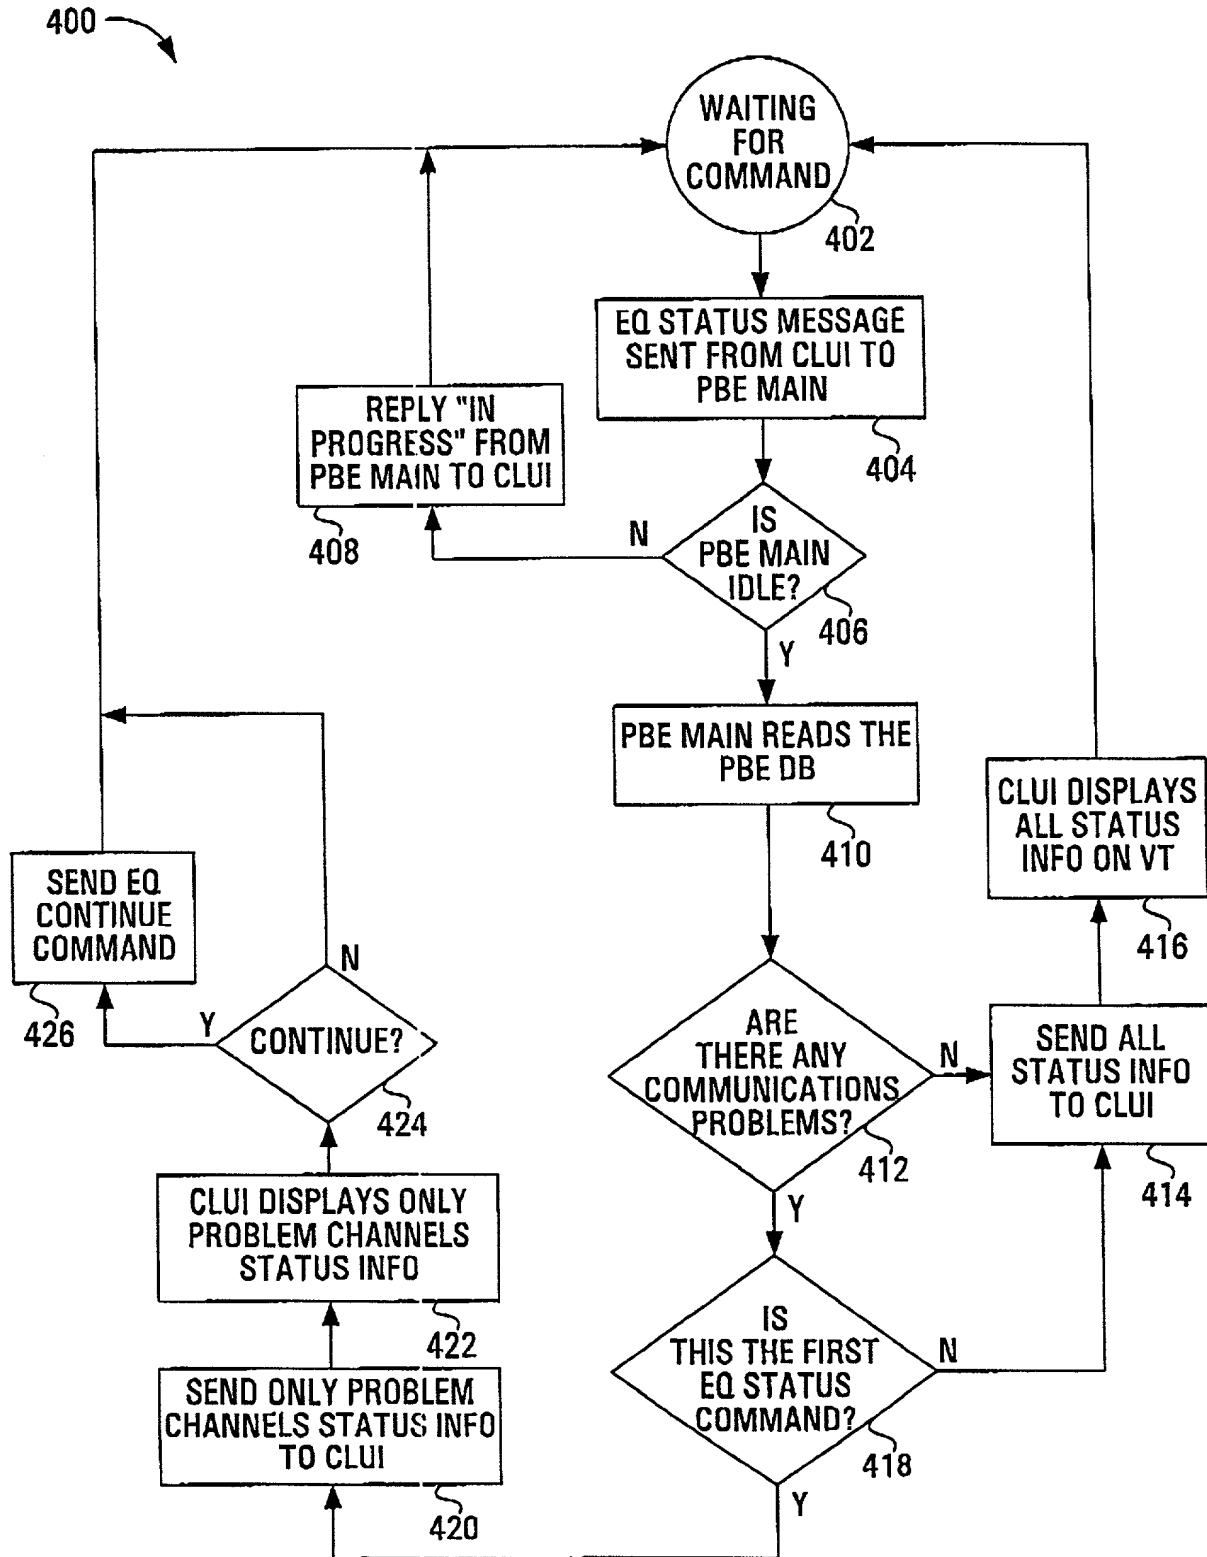 400
WAITING
FOR
COMMAND
402
EQ STATUS MESSAGE
SENT FROM CLUI TO
PBE MAIN
404
REPLY "IN
PROGRESS" FROM
PBE MAIN TO CLUI
408
N
IS
PBE MAIN
IDLE?
406
Y
PBE MAIN READS THE
PBE DB
410
CLUI DISPLAYS
ALL STATUS
INFO ON VT
416
SEND EQ
CONTINUE
COMMAND
426
Y
N
CONTINUE?
424
ARE
THERE ANY
COMMUNICATIONS
PROBLEMS?
412
N
SEND ALL
STATUS INFO
TO CLUI
414
Y
CLUI DISPLAYS ONLY
PROBLEM CHANNELS
STATUS INFO
422
IS
THIS THE FIRST
EQ STATUS
COMMAND?
418
N
Y
SEND ONLY PROBLEM
CHANNELS STATUS INFO
TO CLUI
420